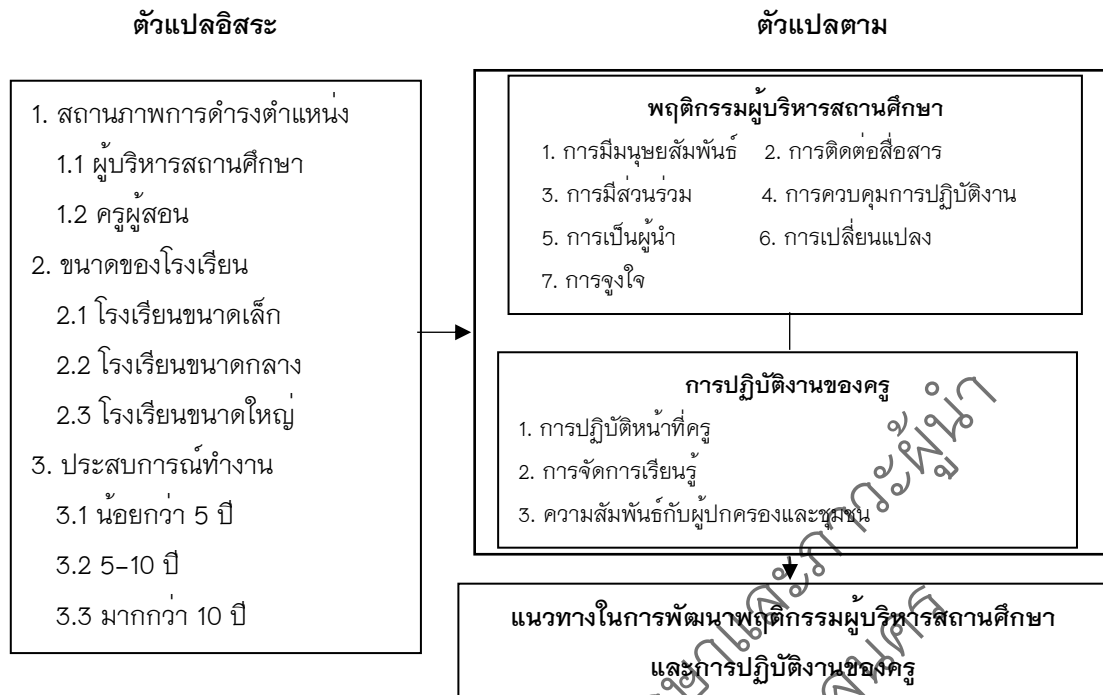 ตัวแปลอิสระ
ตัวแปลตาม
1. สถานภาพการดำรงตำแหน่ง
1.1 ผู้บริหารสถานศึกษา
1.2 ครูผู้สอน
2. ขนาดของโรงเรียน
2.1 โรงเรียนขนาดเล็ก
2.2 โรงเรียนขนาดกลาง
2.3 โรงเรียนขนาดใหญ่
3. ประสบการณ์ทำงาน
3.1 น้อยกว่า 5 ปี
3.2 5–10 ปี
3.3 มากกว่า 10 ปี
พฤติกรรมผู้บริหารสถานศึกษา
1. การมีมนุษยสัมพันธ์ 2. การติดต่อสื่อสาร
3. การมีส่วนร่วม 4. การควบคุมการปฏิบัติงาน
5. การเป็นผู้นำ 6. การเปลี่ยนแปลง
7. การจูงใจ
การปฏิบัติงานของครู
1. การปฏิบัติหน้าที่ครู
2. การจัดการเรียนรู้
3. ความสัมพันธ์กับผู้ปกครองและชุมชน
แนวทางในการพัฒนาพฤติกรรมผู้บริหารสถานศึกษา
และการปฏิบัติงานของครู